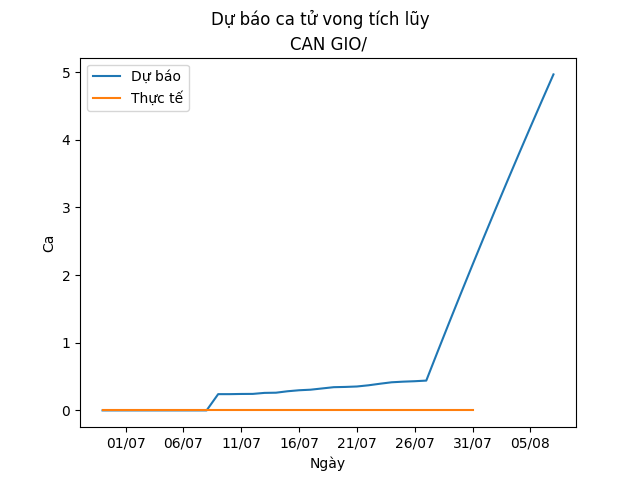 Dự báo ca tử vong tích lũy
CAN GIO/
Dự báo
Thực tế
Ca
5
4
3
2
1
0
01/07 06/07 11/07 16/07 21/07 26/07 31/07 05/08
Ngày